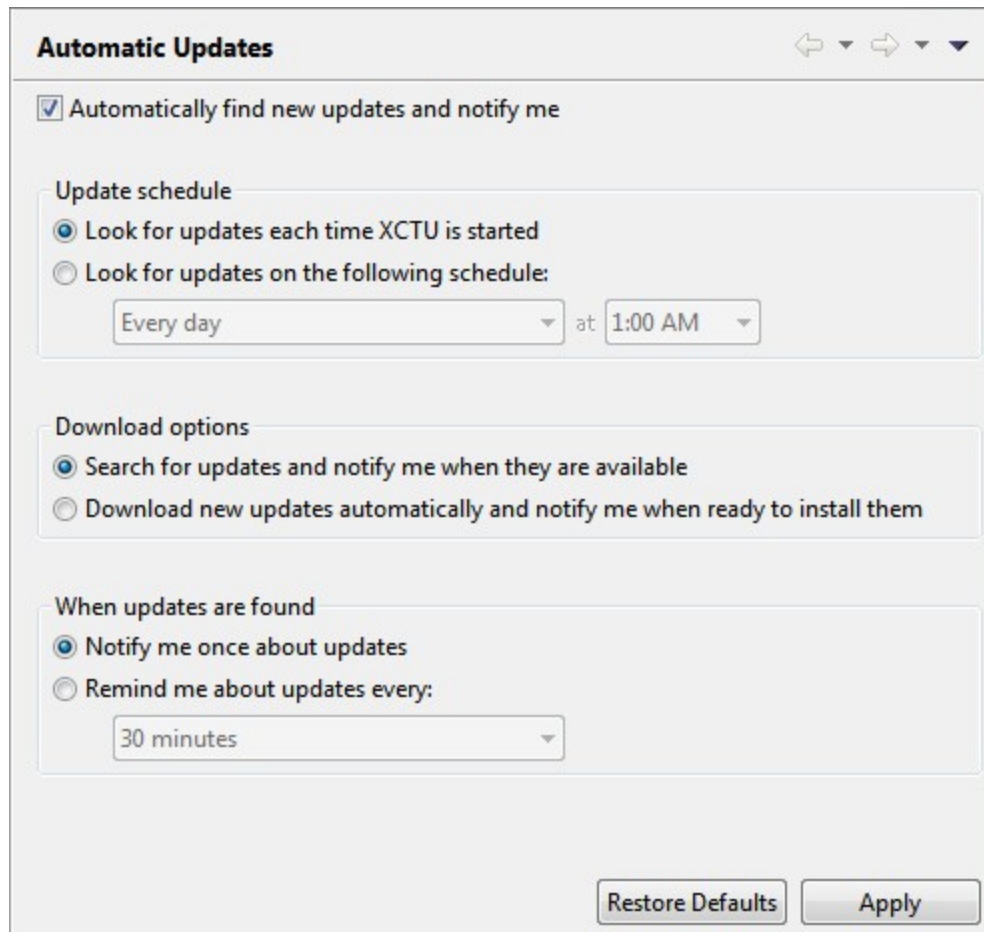 Automatic Updates
Automatically find new updates and notify me
Update schedule
Look for updates each time XCTU is started
Look for updates on the following schedule:
Every day at 1:00 AM
Download options
Search for updates and notify me when they are available
Download new updates automatically and notify me when ready to install them
When updates are found
Notify me once about updates
Remind me about updates every:
30 minutes
Restore Defaults Apply